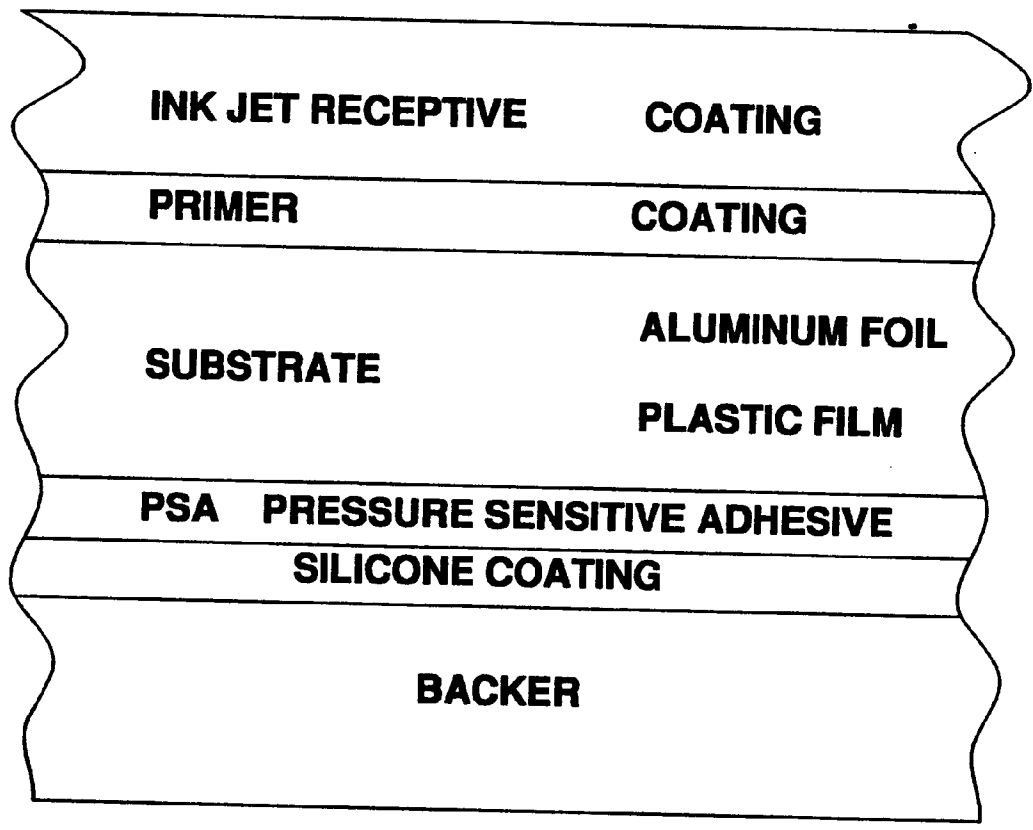 INK JET RECEPTIVE COATING
PRIMER COATING
ALUMINUM FOIL
SUBSTRATE
PLASTIC FILM
PSA PRESSURE SENSITIVE ADHESIVE
SILICONE COATING
BACKER